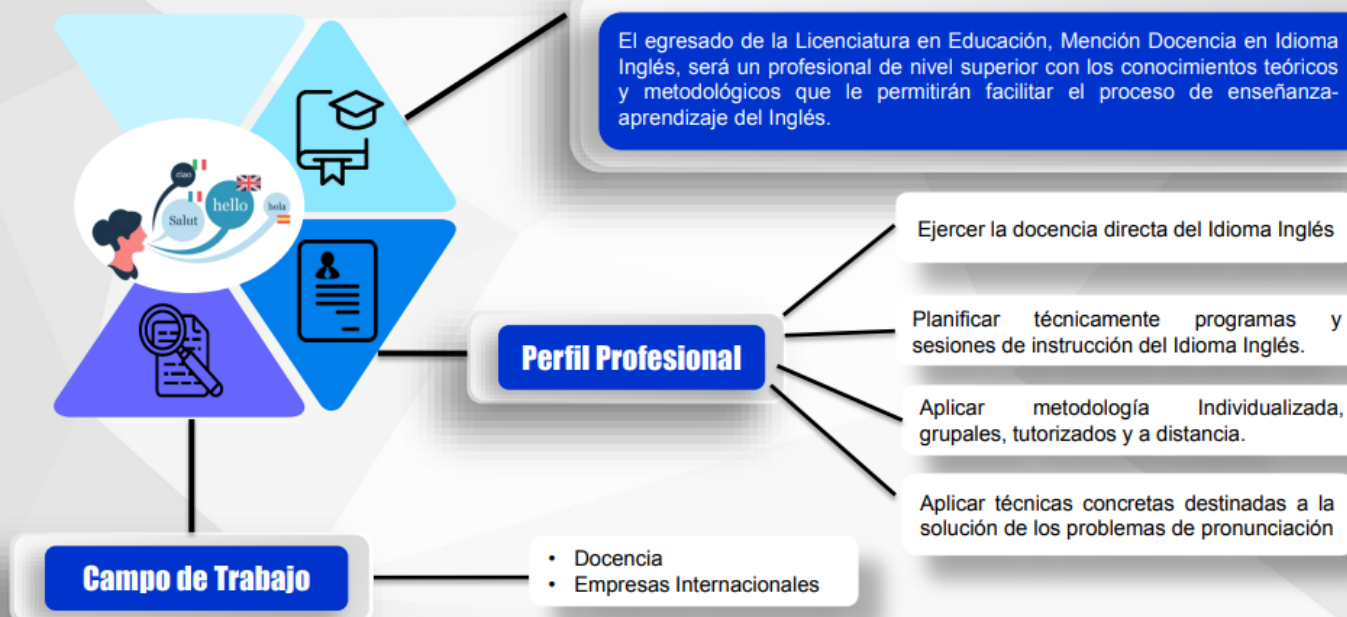 El egresado de la Licenciatura en Educación, Mención Docencia en Idioma
Inglés, será un profesional de nivel superior con los conocimientos teóricos
y metodológicos que le permitirán facilitar el proceso de enseñanza-
aprendizaje del Inglés.
ciao
hello
hola
Salut
Ejercer la docencia directa del Idioma Inglés
Planificar técnicamente programas y
sesiones de instrucción del Idioma Inglés.
Perfil Profesional
Aplicar metodología Individualizada,
grupales, tutorizados y a distancia.
Aplicar técnicas concretas destinadas a la
solución de los problemas de pronunciación
Campo de Trabajo
• Docencia
• Empresas Internacionales